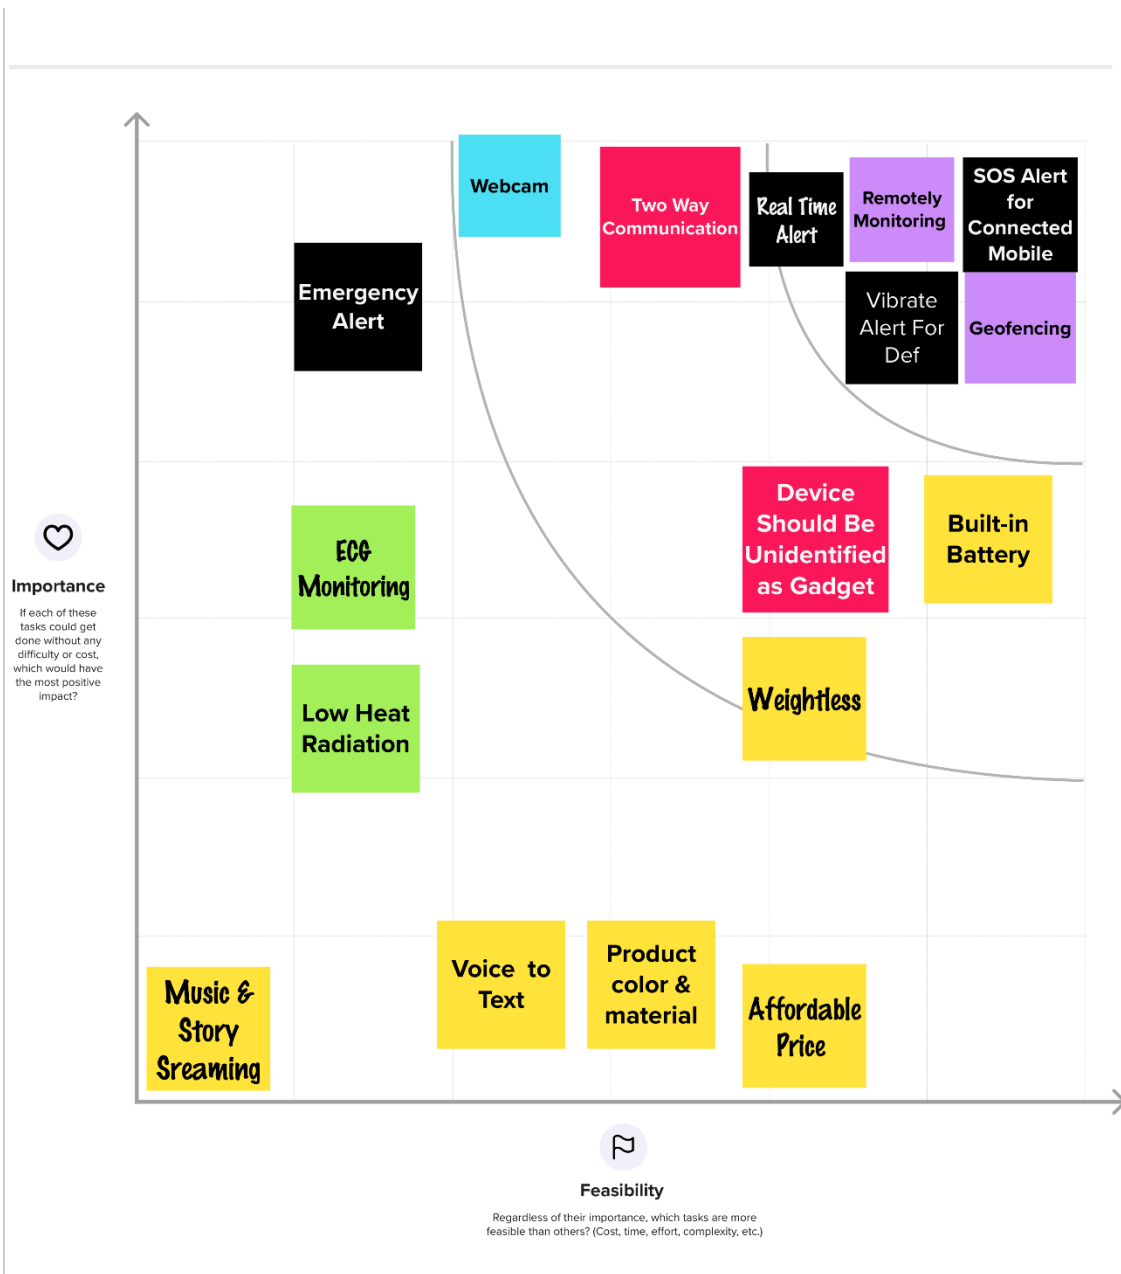 Webcam
Two Way
Communication
Real Time
Alert
Remotely
Monitoring
SOS Alert
for
Connected
Mobile
Emergency
Alert
Vibrate
Alert For
Def
Geofencing
ECG
Monitoring
Device
Should Be
Unidentified
as Gadget
Built-in
Battery
Importance
If each of these
tasks could get
done without any
difficulty or cost,
which would have
the most positive
impact?
Low Heat
Radiation
Weightless
Music &
Story
Sreaming
Voice to
Text
Product
color &
material
Affordable
Price
Feasibility
Regardless of their importance, which tasks are more
feasible than others? (Cost, time, effort, complexity, etc.)